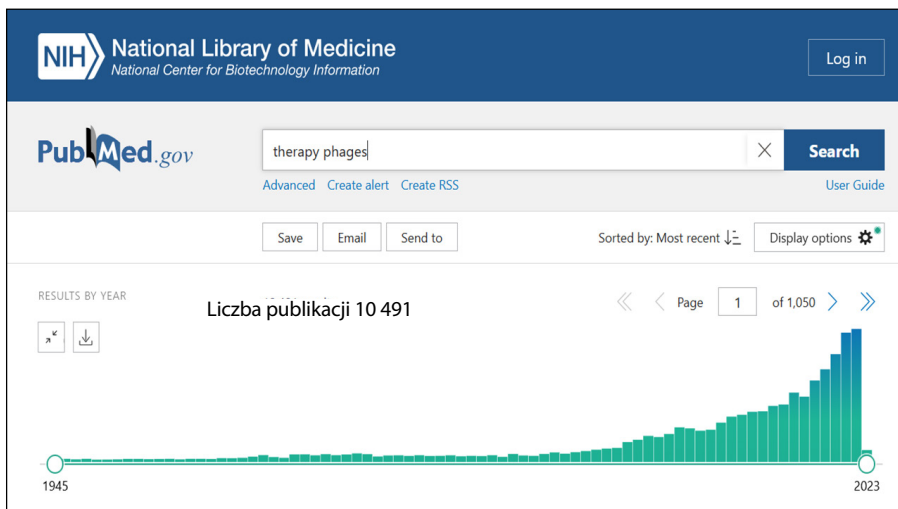 NIH National Library of Medicine
National Center for Biotechnology Information
Log in
PubMed.gov
therapy phages
Search
Advanced Create alert Create RSS
User Guide
Save Email Send to
Sorted by: Most recent
Display options
RESULTS BY YEAR
Liczba publikacji 10 491
Page 1 of 1,050
1945
2023